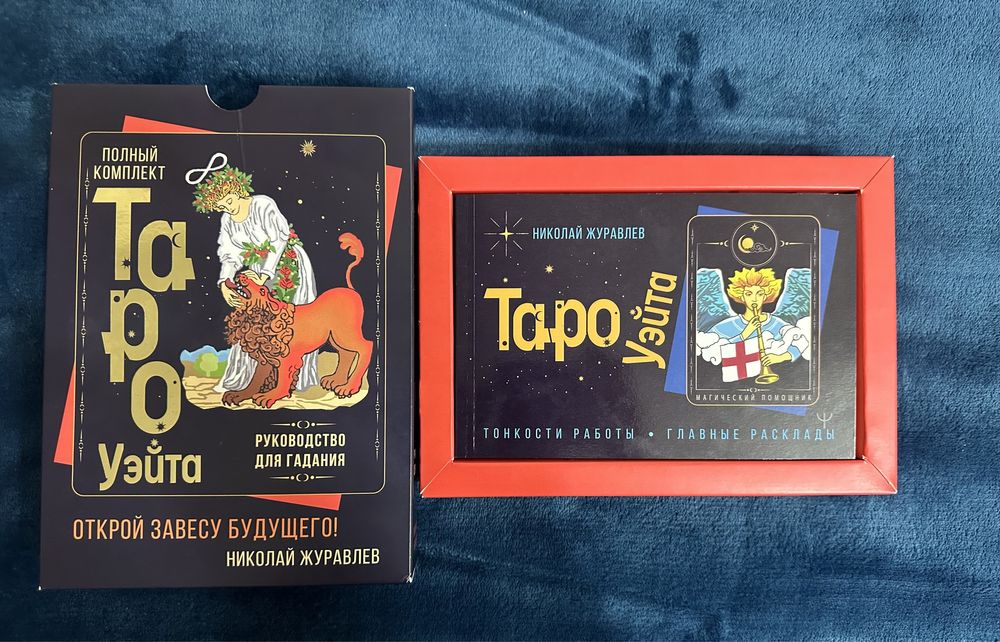 ПОЛНЫЙ
КОМПЛЕКТ
Таро
Уэйта
РУКОВОДСТВО
ДЛЯ ГАДАНИЯ
ОТКРОЙ ЗАВЕСУ БУДУЩЕГО!
НИКОЛАЙ ЖУРАВЛЕВ
НИКОЛАЙ ЖУРАВЛЕВ
Таро
Уэйта
МАГИЧЕСКИЙ ПОМОЩНИК
ТОНКОСТИ РАБОТЫ • ГЛАВНЫЕ РАСКЛАДЫ